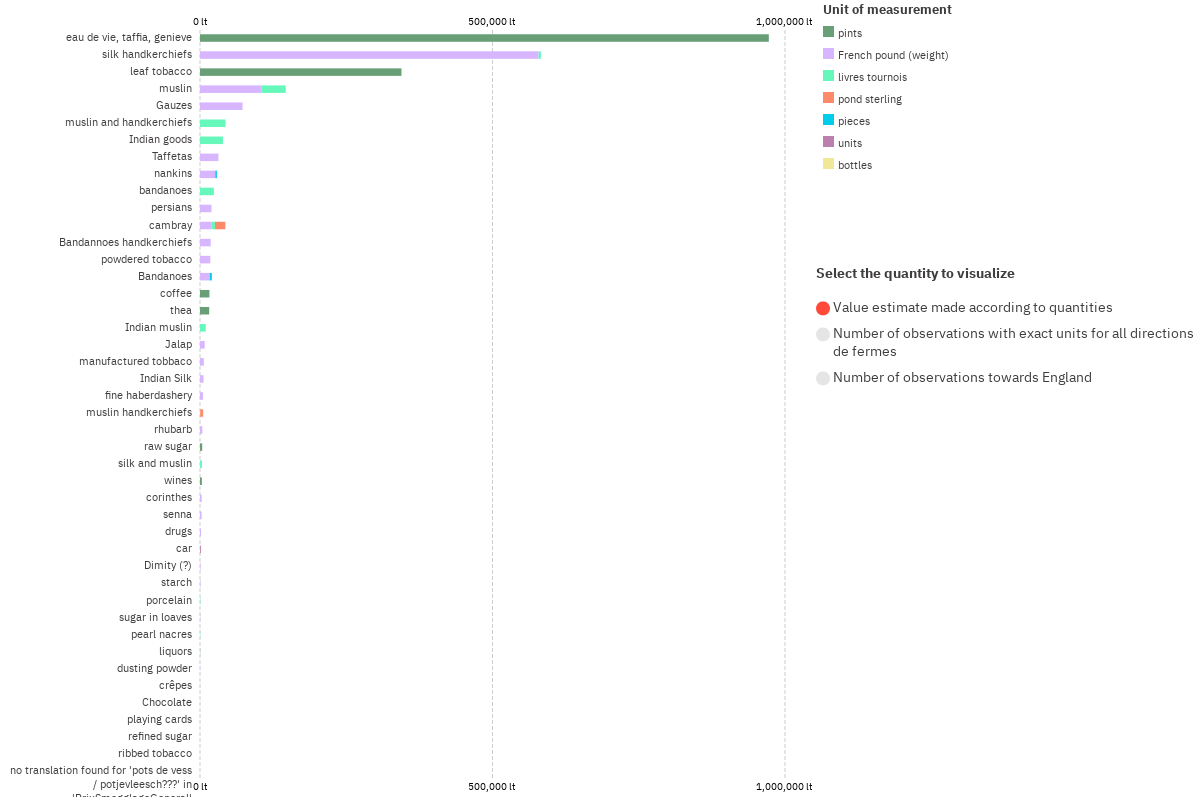 0 lt
500,000 lt
1,000,000 lt
eau de vie, taffia, genieve
silk handkerchiefs
leaf tobacco
muslin
Gauzes
muslin and handkerchiefs
Indian goods
Taffetas
nankins
bandanoes
persians
cambray
Bandannoes handkerchiefs
powdered tobacco
Bandanoes
coffee
thea
Indian muslin
Jalap
manufactured tobbaco
Indian Silk
fine haberdashery
muslin handkerchiefs
rhubarb
raw sugar
silk and muslin
wines
corinthes
senna
drugs
car
Dimity (?)
starch
porcelain
sugar in loaves
pearl nacres
liquors
dusting powder
crêpes
Chocolate
playing cards
refined sugar
ribbed tobacco
no translation found for 'pots de vess
/ potjevleesch???' in
0 lt
500,000 lt
1,000,000 lt
Unit of measurement
pints
French pound (weight)
livres tournois
pond sterling
pieces
units
bottles
Select the quantity to visualize
Value estimate made according to quantities
Number of observations with exact units for all directions
de fermes
Number of observations towards England